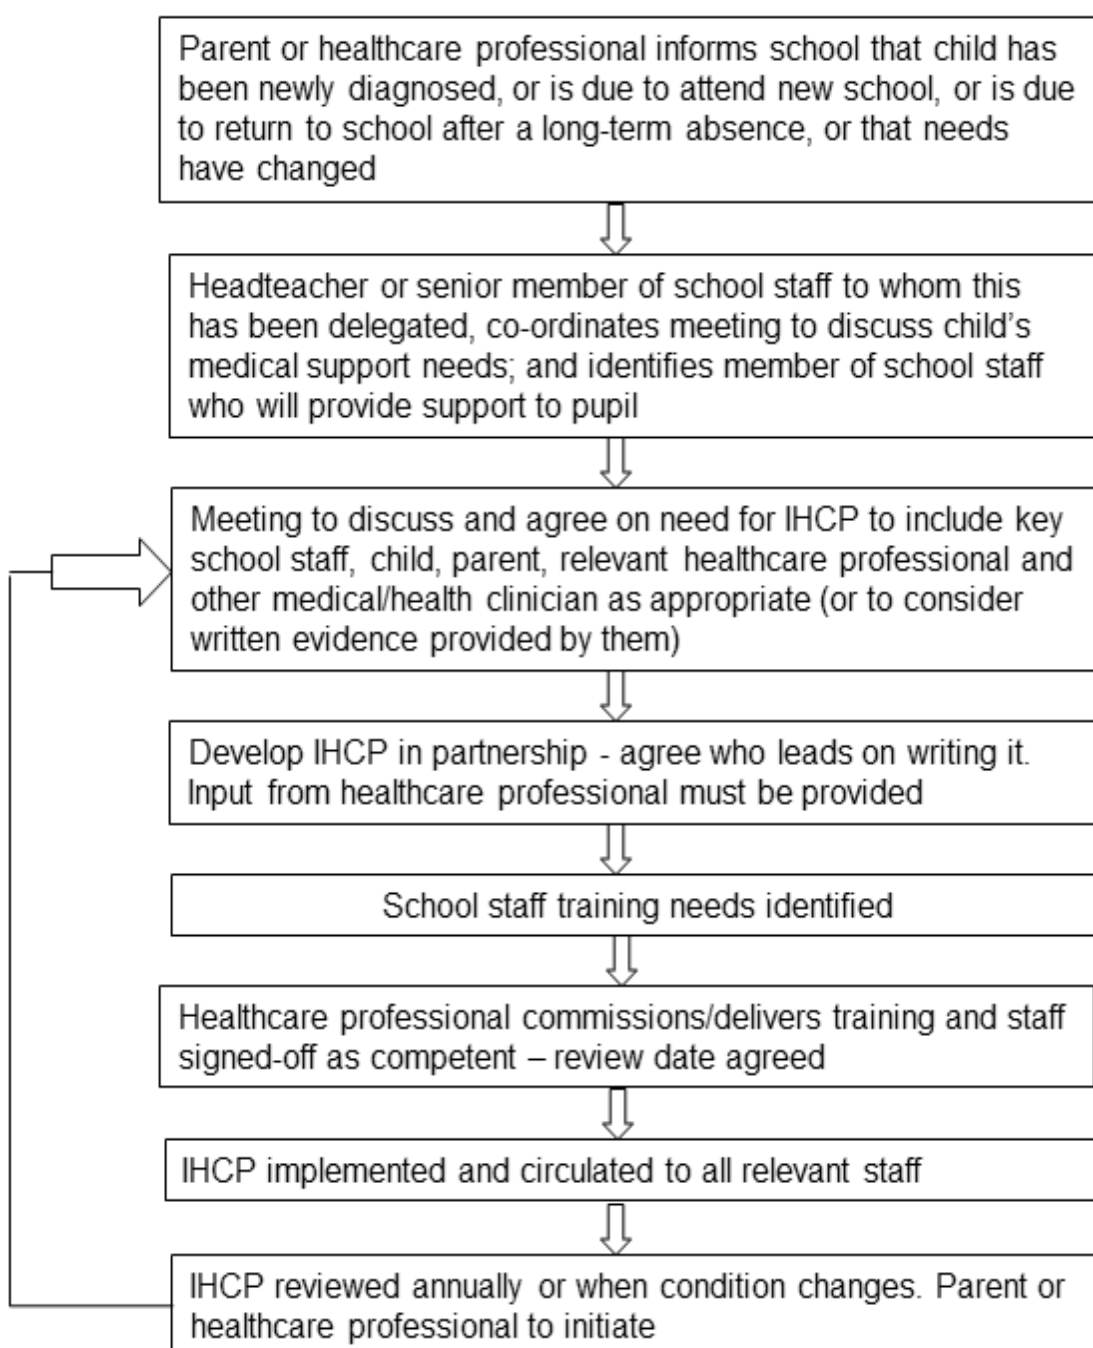 Parent or healthcare professional informs school that child has
been newly diagnosed, or is due to attend new school, or is due
to return to school after a long-term absence, or that needs
have changed
Headteacher or senior member of school staff to whom this
has been delegated, co-ordinates meeting to discuss child's
medical support needs; and identifies member of school staff
who will provide support to pupil
Meeting to discuss and agree on need for IHCP to include key
school staff, child, parent, relevant healthcare professional and
other medical/health clinician as appropriate (or to consider
written evidence provided by them)
Develop IHCP in partnership - agree who leads on writing it.
Input from healthcare professional must be provided
School staff training needs identified
Healthcare professional commissions/delivers training and staff
signed-off as competent – review date agreed
IHCP implemented and circulated to all relevant staff
IHCP reviewed annually or when condition changes. Parent or
healthcare professional to initiate